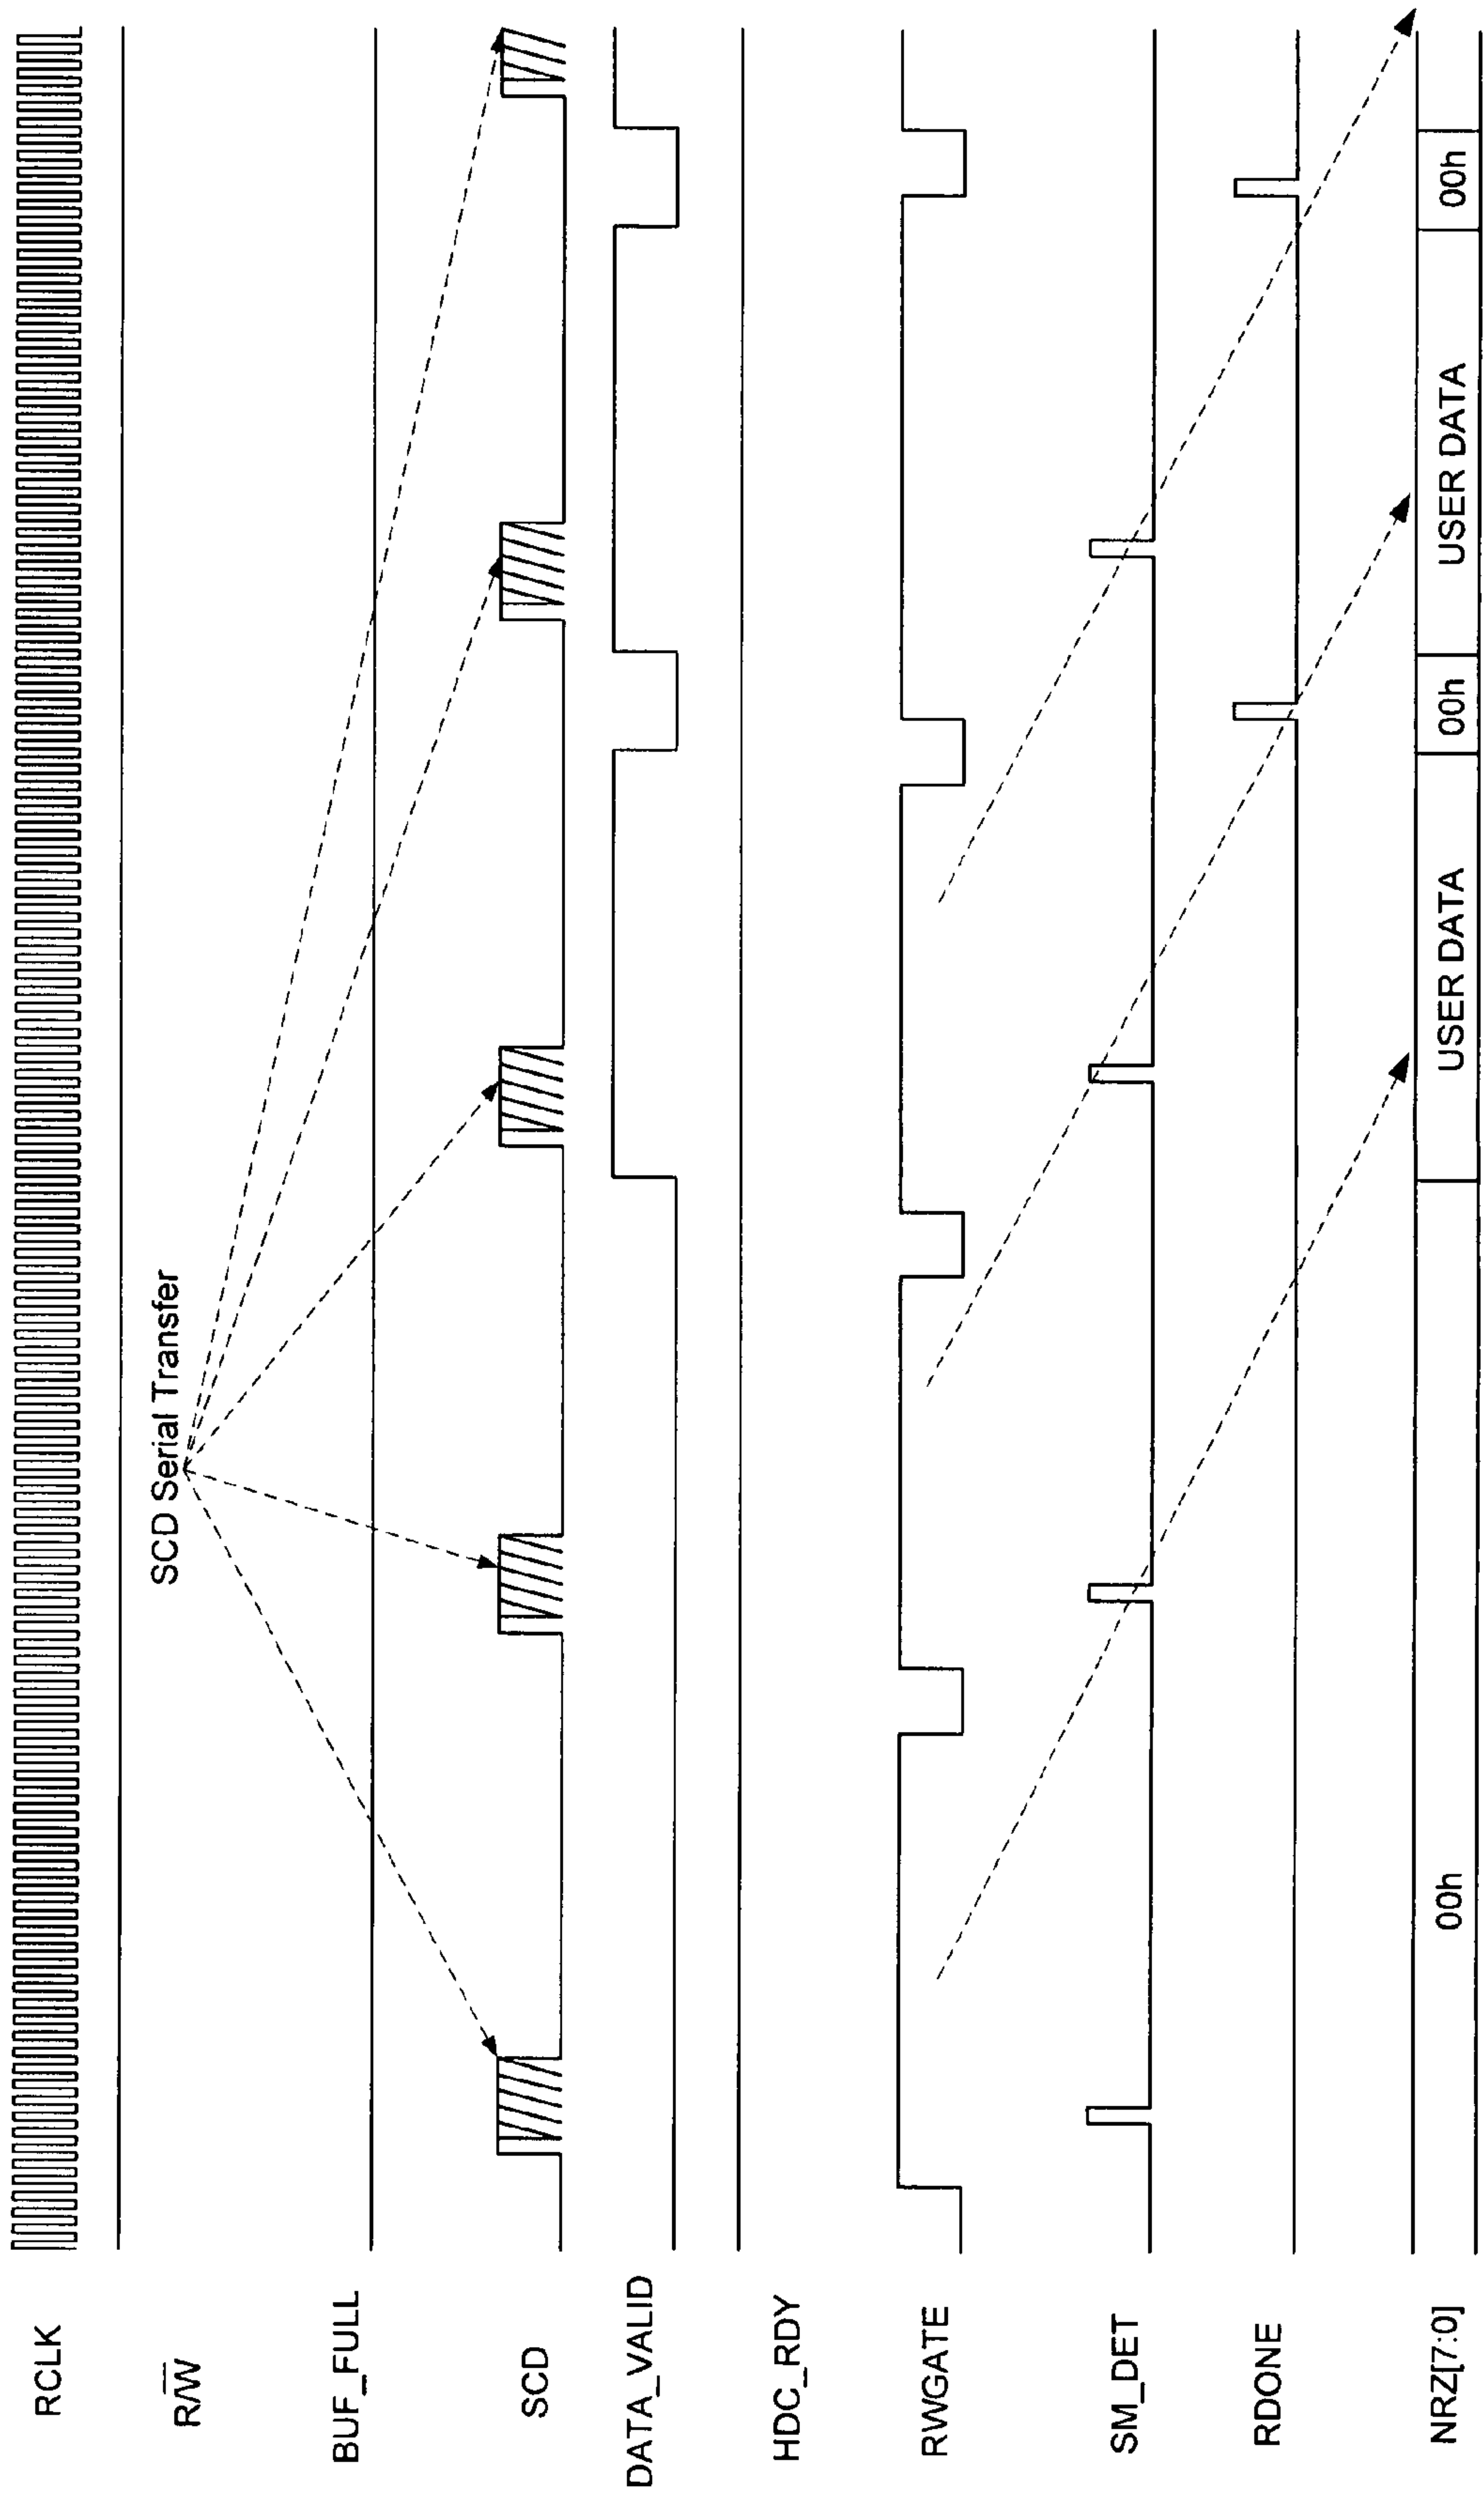 RCLK
R/W̅
SCD Serial Transfer
BUF_FULL
SCD
DATA_VALID
HDC_RDY
RWGATE
SM_DET
RDONE
NRZ[7:0]
00h
USER DATA
00h
USER DATA
00h